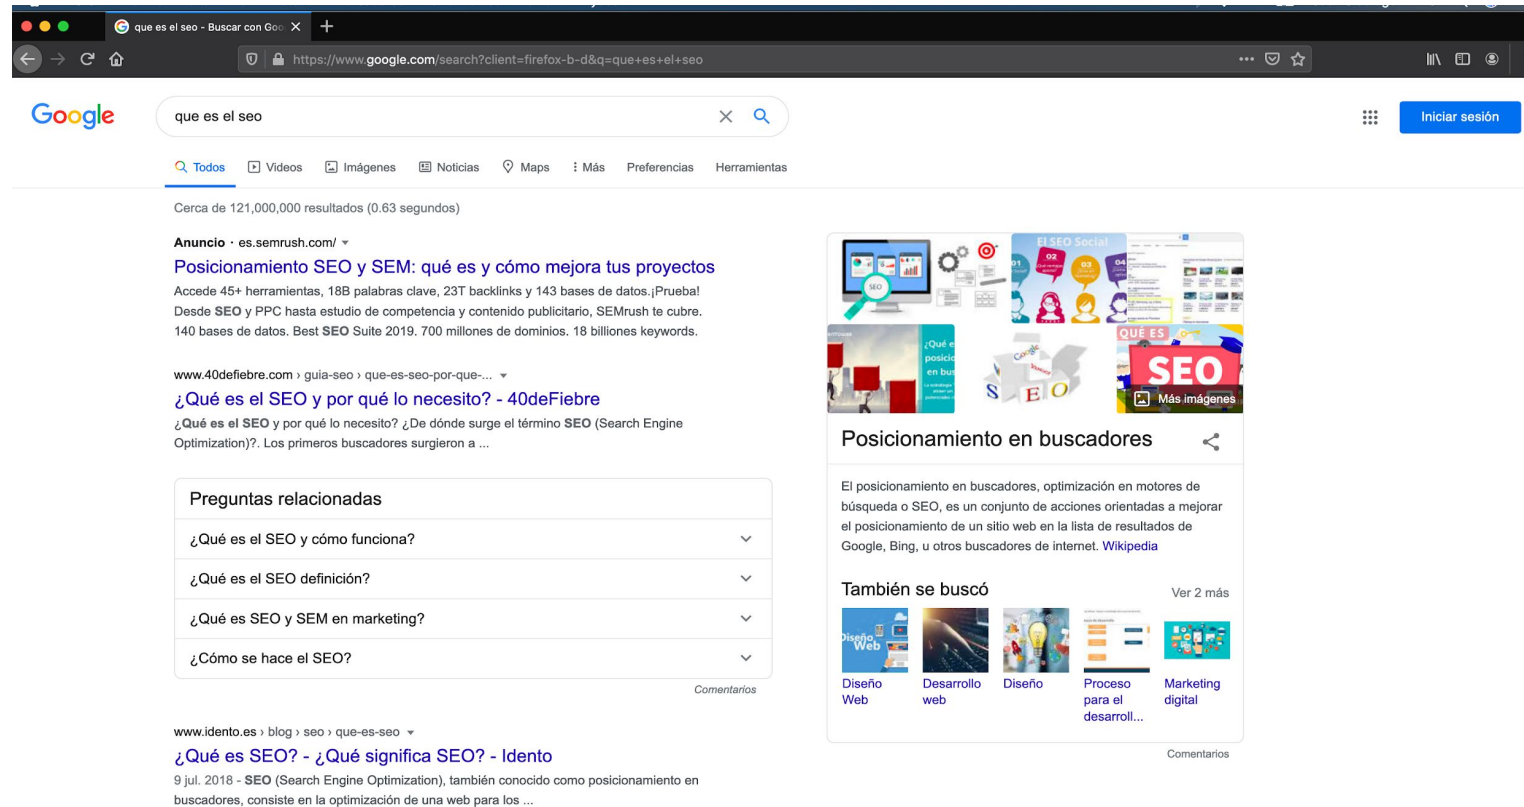 que es el seo - Buscar con Goo
https://www.google.com/search?client=firefox-b-d&q=que+es+el+seo
Google
que es el seo
Iniciar sesión
Todos Videos Imágenes Noticias Maps Más Preferencias Herramientas
Cerca de 121,000,000 resultados (0.63 segundos)
Anuncio · es.semrush.com/
Posicionamiento SEO y SEM: qué es y cómo mejora tus proyectos
Accede 45+ herramientas, 18B palabras clave, 23T backlinks y 143 bases de datos.¡Prueba!
Desde SEO y PPC hasta estudio de competencia y contenido publicitario, SEMrush te cubre.
140 bases de datos. Best SEO Suite 2019. 700 millones de dominios. 18 billiones keywords.
www.40defiebre.com › guia-seo › que-es-seo-por-que-...
¿Qué es el SEO y por qué lo necesito? - 40deFiebre
¿Qué es el SEO y por qué lo necesito? ¿De dónde surge el término SEO (Search Engine
Optimization)?. Los primeros buscadores surgieron a ...
Preguntas relacionadas
¿Qué es el SEO y cómo funciona?
¿Qué es el SEO definición?
¿Qué es SEO y SEM en marketing?
¿Cómo se hace el SEO?
Comentarios
www.idento.es › blog › seo › que-es-seo
¿Qué es SEO? - ¿Qué significa SEO? - Idento
9 jul. 2018 - SEO (Search Engine Optimization), también conocido como posicionamiento en
buscadores, consiste en la optimización de una web para los ...
SEO
El SEO Social
01 02 03 04
¿Qué e
posicio
en bus
Google
SEO
QUÉ ES
SEO
Más imágenes
Posicionamiento en buscadores
El posicionamiento en buscadores, optimización en motores de
búsqueda o SEO, es un conjunto de acciones orientadas a mejorar
el posicionamiento de un sitio web en la lista de resultados de
Google, Bing, u otros buscadores de internet. Wikipedia
También se buscó
Ver 2 más
Diseño
Web
Diseño
Web
Desarrollo
web
Diseño
Proceso
para el
desarroll...
Marketing
digital
Comentarios